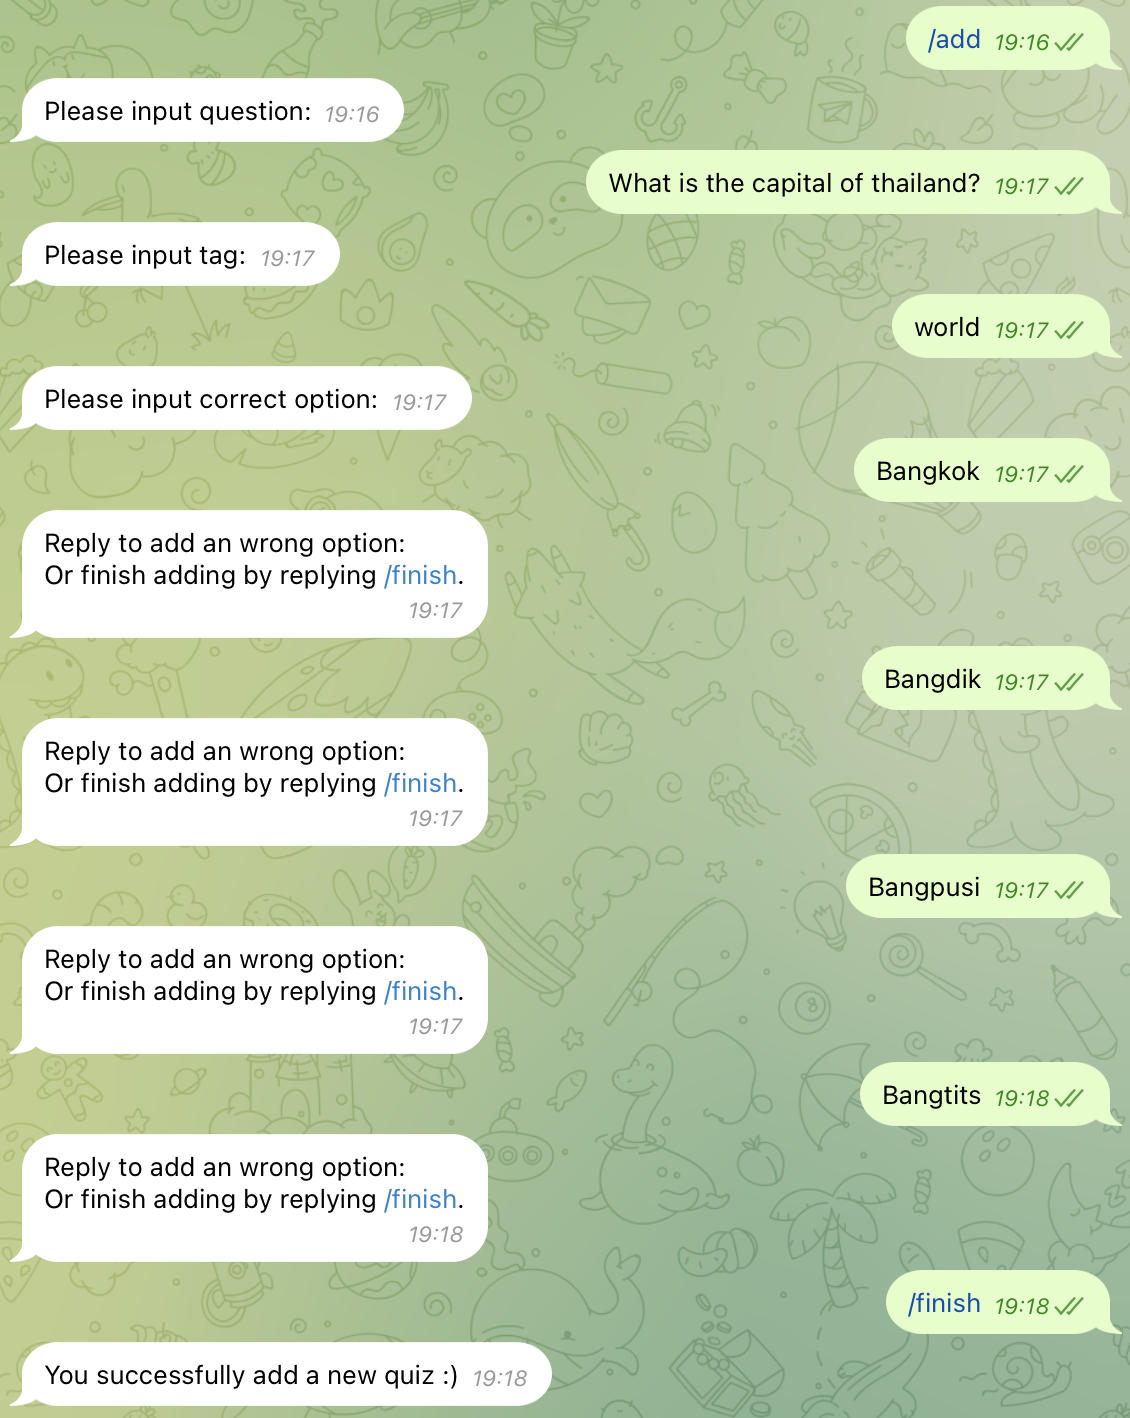 /add 19:16
Please input question: 19:16
What is the capital of thailand? 19:17
Please input tag: 19:17
world 19:17
Please input correct option: 19:17
Bangkok 19:17
Reply to add an wrong option:
Or finish adding by replying /finish.
19:17
Bangdik 19:17
Reply to add an wrong option:
Or finish adding by replying /finish.
19:17
Bangpusi 19:17
Reply to add an wrong option:
Or finish adding by replying /finish.
19:17
Bangtits 19:18
Reply to add an wrong option:
Or finish adding by replying /finish.
19:18
/finish 19:18
You successfully add a new quiz :) 19:18